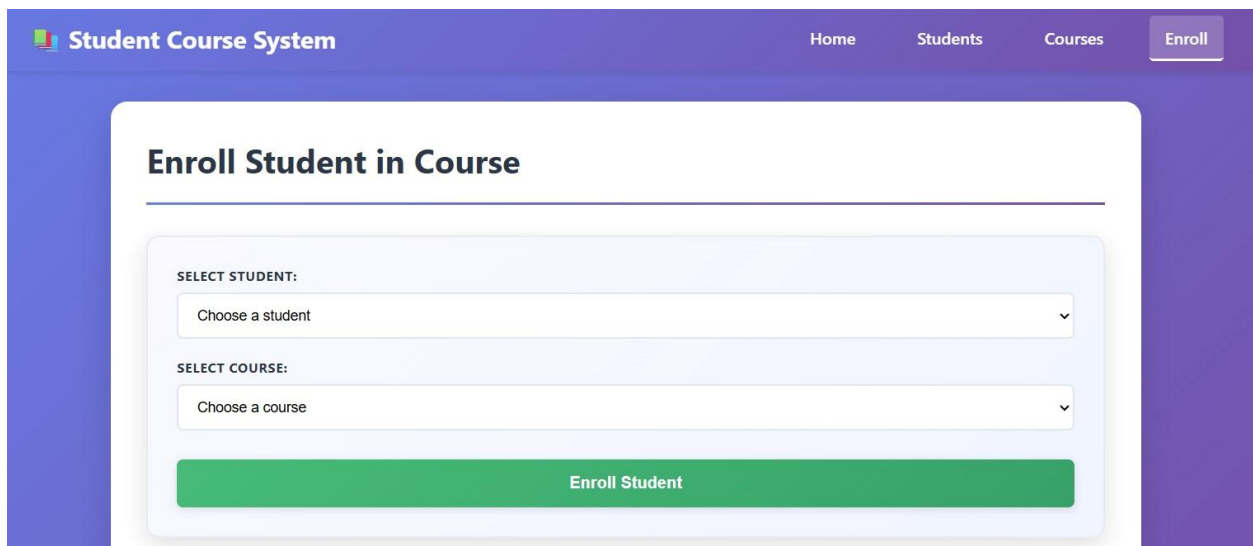 Student Course System Home Students Courses Enroll
Enroll Student in Course
SELECT STUDENT:
Choose a student
SELECT COURSE:
Choose a course
Enroll Student